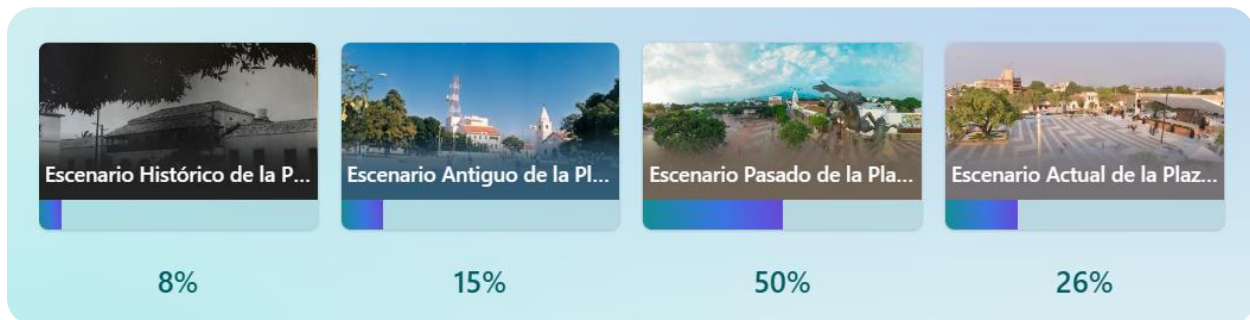 Escenario Histórico de la P...
Escenario Antiguo de la Pl...
Escenario Pasado de la Pla...
Escenario Actual de la Plaz...
8%
15%
50%
26%